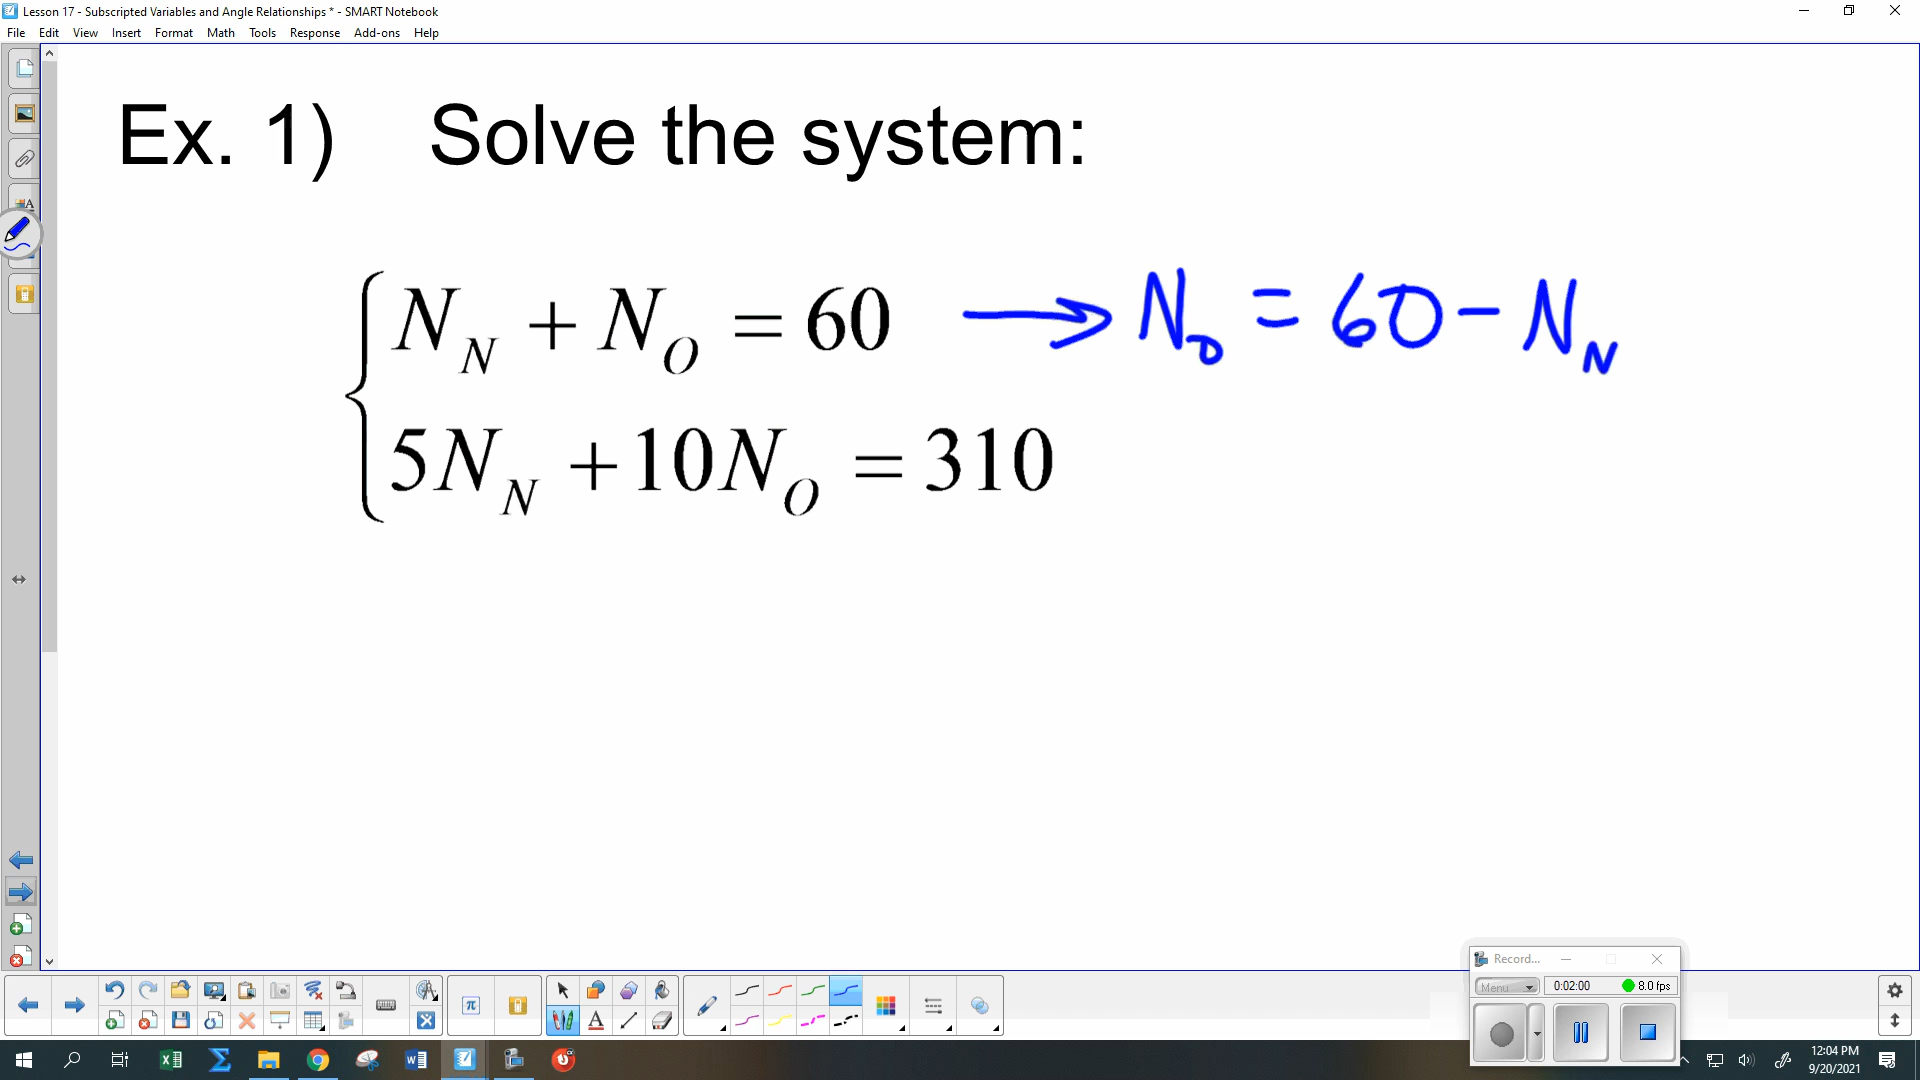 Lesson 17 - Subscripted Variables and Angle Relationships * - SMART Notebook
File Edit View Insert Format Math Tools Response Add-ons Help
Ex. 1) Solve the system:
N_N + N_O = 60 → N_O = 60 - N_N
5N_N + 10N_O = 310
Record...
Menu 0:02:00 8.0 fps
12:04 PM
9/20/2021